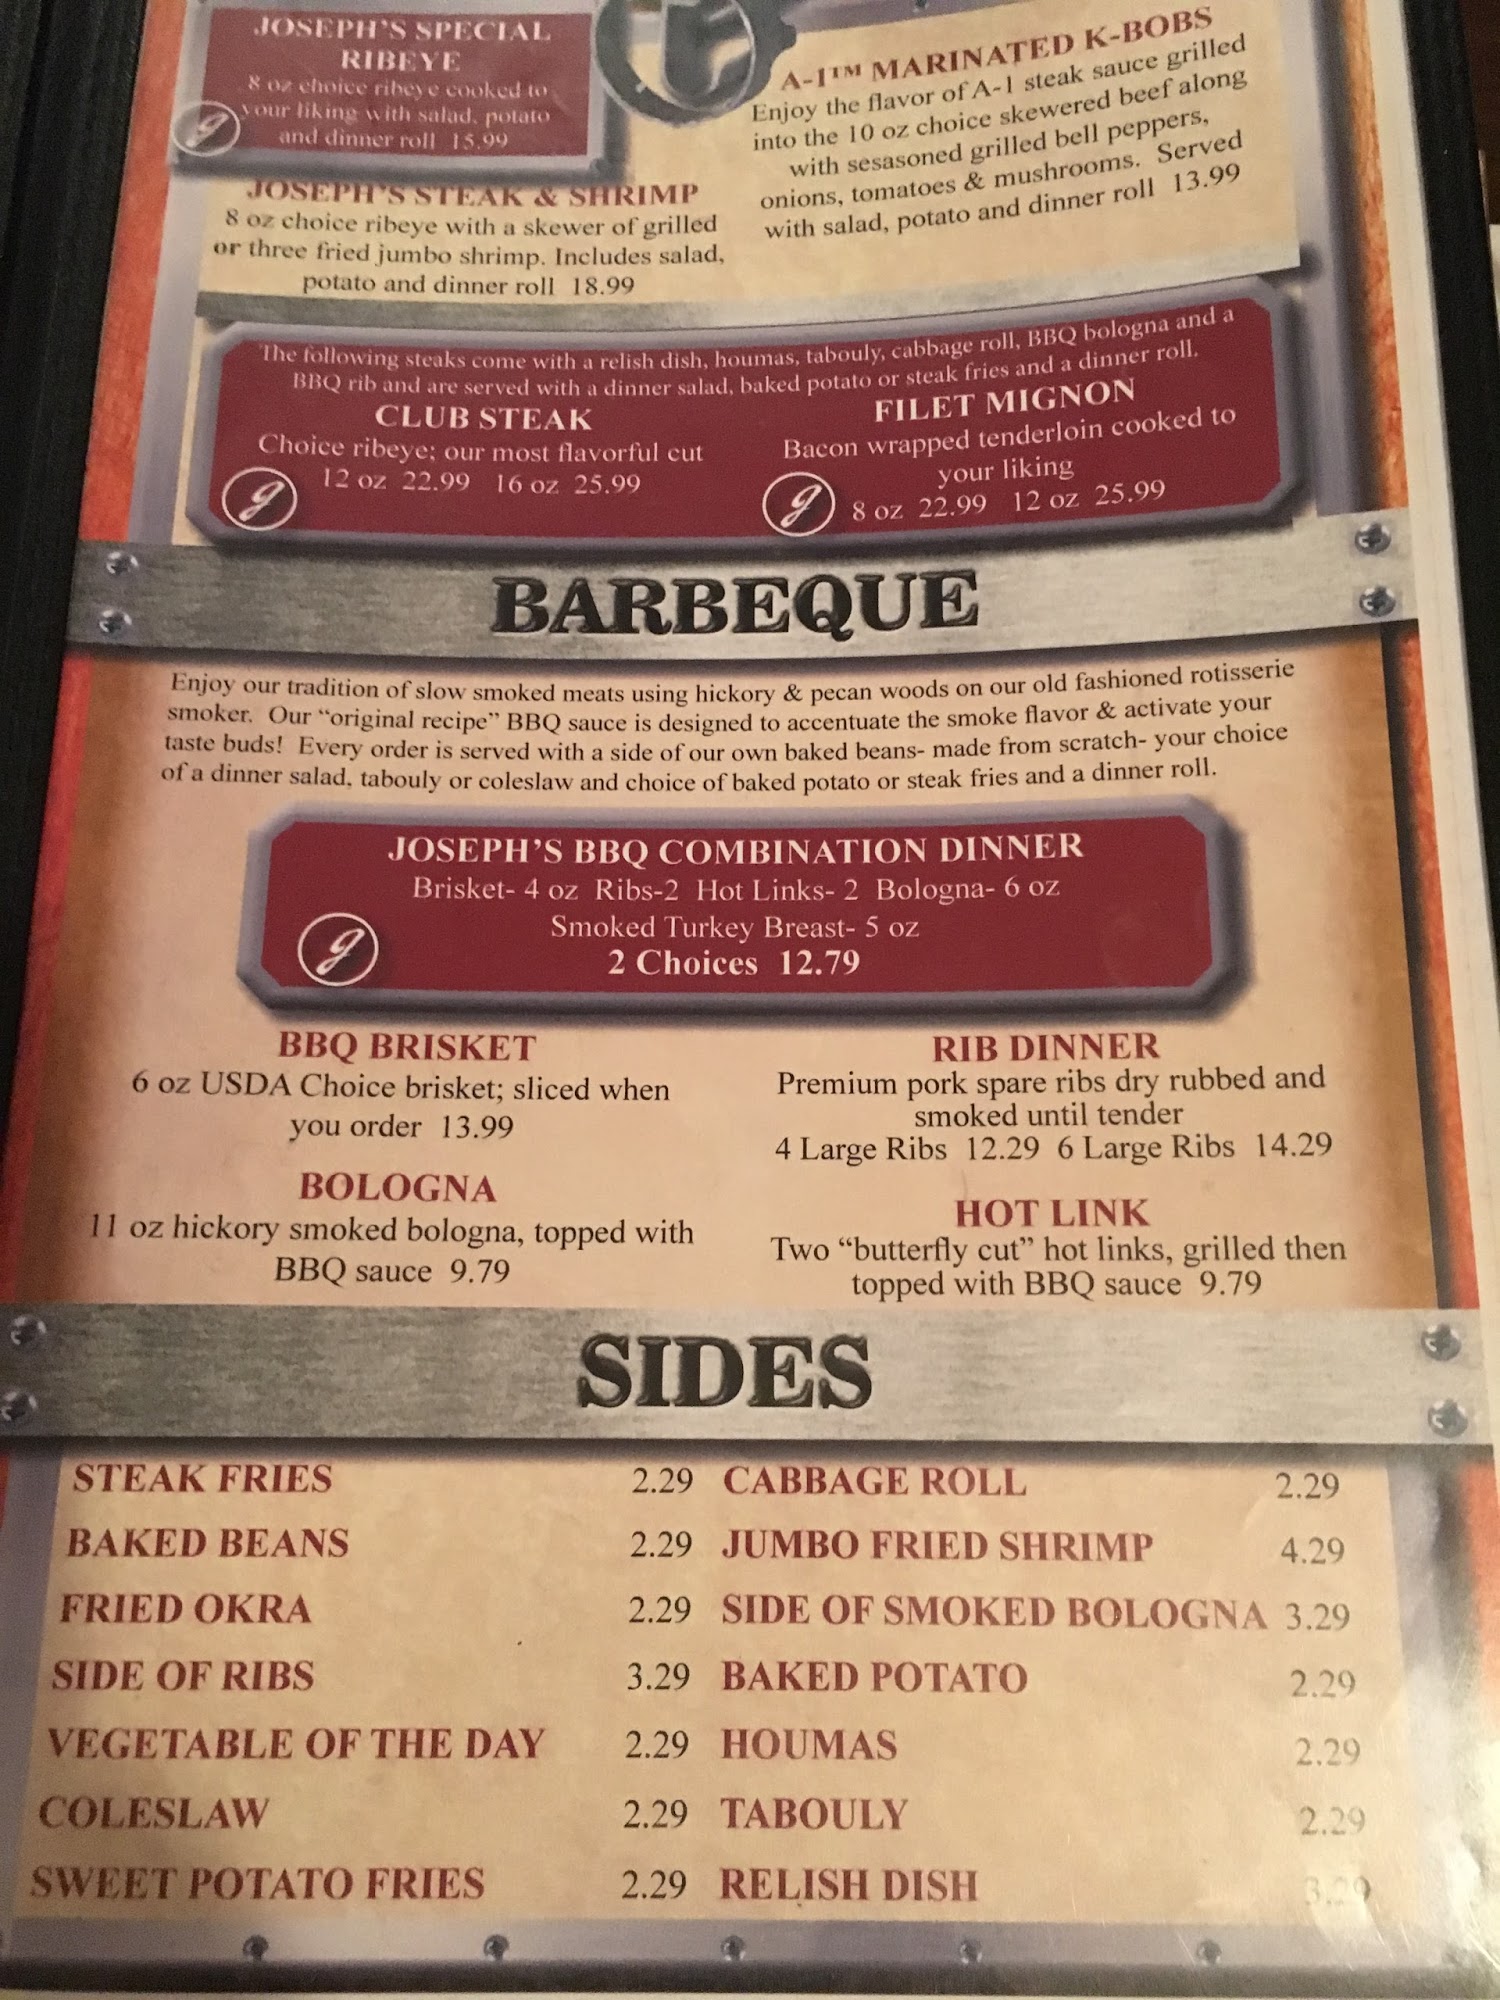 JOSEPH'S SPECIAL
RIBEYE
8 oz choice ribeye cooked to
your liking with salad, potato
and dinner roll 15.99
JOSEPH'S STEAK & SHRIMP
8 oz choice ribeye with a skewer of grilled
or three fried jumbo shrimp. Includes salad,
potato and dinner roll 18.99
A-1™ MARINATED K-BOBS
Enjoy the flavor of A-1 steak sauce grilled
into the 10 oz choice skewered beef along
with sesasoned grilled bell peppers,
onions, tomatoes & mushrooms. Served
with salad, potato and dinner roll 13.99
The following steaks come with a relish dish, houmas, tabouly, cabbage roll, BBQ bologna and a
BBQ rib and are served with a dinner salad, baked potato or steak fries and a dinner roll.
CLUB STEAK
Choice ribeye; our most flavorful cut
12 oz 22.99 16 oz 25.99
FILET MIGNON
Bacon wrapped tenderloin cooked to
your liking
8 oz 22.99 12 oz 25.99
BARBEQUE
Enjoy our tradition of slow smoked meats using hickory & pecan woods on our old fashioned rotisserie
smoker. Our “original recipe” BBQ sauce is designed to accentuate the smoke flavor & activate your
taste buds! Every order is served with a side of our own baked beans- made from scratch- your choice
of a dinner salad, tabouly or coleslaw and choice of baked potato or steak fries and a dinner roll.
JOSEPH'S BBQ COMBINATION DINNER
Brisket- 4 oz Ribs-2 Hot Links- 2 Bologna- 6 oz
Smoked Turkey Breast- 5 oz
2 Choices 12.79
BBQ BRISKET
6 oz USDA Choice brisket; sliced when
you order 13.99
BOLOGNA
11 oz hickory smoked bologna, topped with
BBQ sauce 9.79
RIB DINNER
Premium pork spare ribs dry rubbed and
smoked until tender
4 Large Ribs 12.29 6 Large Ribs 14.29
HOT LINK
Two “butterfly cut” hot links, grilled then
topped with BBQ sauce 9.79
SIDES
STEAK FRIES 2.29
BAKED BEANS 2.29
FRIED OKRA 2.29
SIDE OF RIBS 3.29
VEGETABLE OF THE DAY 2.29
COLESLAW 2.29
SWEET POTATO FRIES 2.29
CABBAGE ROLL 2.29
JUMBO FRIED SHRIMP 4.29
SIDE OF SMOKED BOLOGNA 3.29
BAKED POTATO 2.29
HOUMAS 2.29
TABOULY 2.29
RELISH DISH 3.29